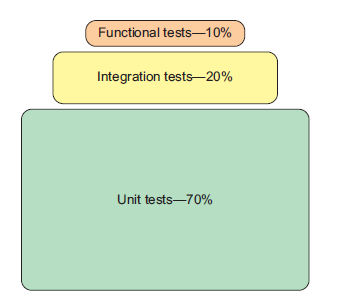 Functional tests—10%
Integration tests—20%
Unit tests—70%